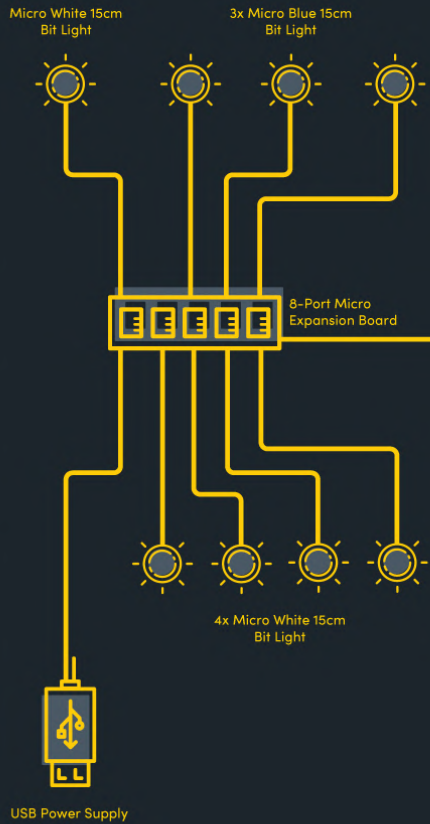 Micro White 15cm
Bit Light
3x Micro Blue 15cm
Bit Light
8-Port Micro
Expansion Board
4x Micro White 15cm
Bit Light
USB Power Supply